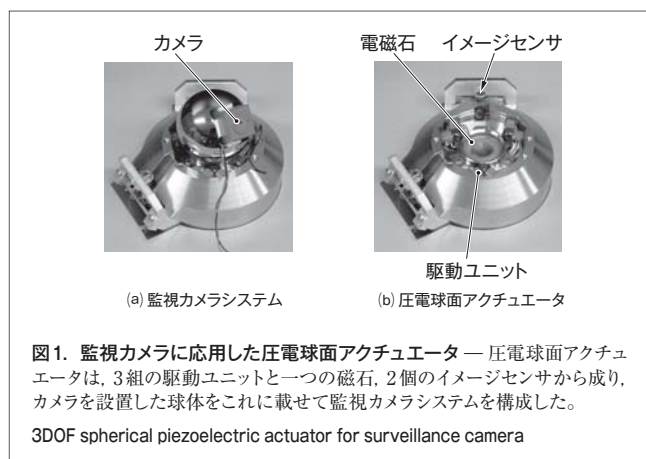 カメラ
電磁石 イメージセンサ
駆動ユニット
(a) 監視カメラシステム
(b) 圧電球面アクチュエータ
図1. 監視カメラに応用した圧電球面アクチュエータ — 圧電球面アクチュ
エータは，3組の駆動ユニットと一つの磁石，2個のイメージセンサから成り，
カメラを設置した球体をこれに載せて監視カメラシステムを構成した。
3DOF spherical piezoelectric actuator for surveillance camera